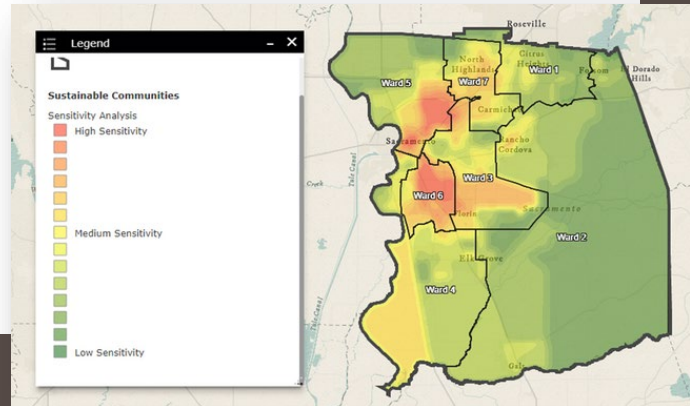 Legend
Sustainable Communities
Sensitivity Analysis
High Sensitivity
Medium Sensitivity
Low Sensitivity
Roseville
North
Highlands
Citrus
Heights
Ward 5
Ward 7
Ward 1
Folsom
El Dorado
Hills
Carmichael
Sacramento
Rancho
Cordova
Creek
Ward 3
Ward 6
Florin
Sacramento
Ward 2
Elk Grove
Ward 4
Galt